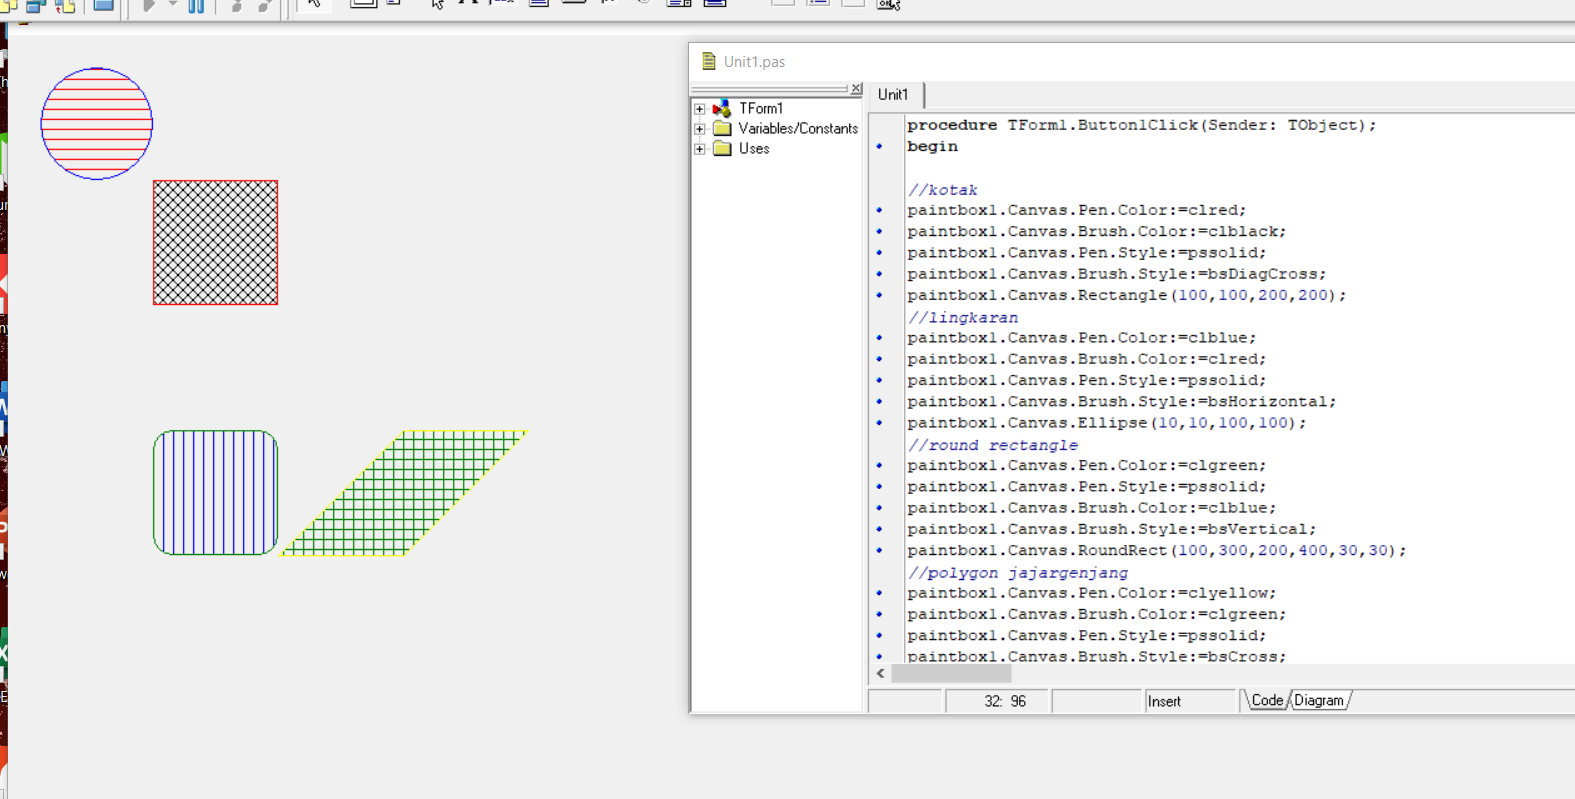 Unit1.pas
TForm1
Variables/Constants
Uses
Unit1
procedure TForm1.Button1Click(Sender: TObject);
begin
//kotak
paintbox1.Canvas.Pen.Color:=clred;
paintbox1.Canvas.Brush.Color:=clblack;
paintbox1.Canvas.Pen.Style:=pssolid;
paintbox1.Canvas.Brush.Style:=bsDiagCross;
paintbox1.Canvas.Rectangle(100,100,200,200);
//lingkaran
paintbox1.Canvas.Pen.Color:=clblue;
paintbox1.Canvas.Brush.Color:=clred;
paintbox1.Canvas.Pen.Style:=pssolid;
paintbox1.Canvas.Brush.Style:=bsHorizontal;
paintbox1.Canvas.Ellipse(10,10,100,100);
//round rectangle
paintbox1.Canvas.Pen.Color:=clgreen;
paintbox1.Canvas.Pen.Style:=pssolid;
paintbox1.Canvas.Brush.Color:=clblue;
paintbox1.Canvas.Brush.Style:=bsVertical;
paintbox1.Canvas.RoundRect(100,300,200,400,30,30);
//polygon jajargenjang
paintbox1.Canvas.Pen.Color:=clyellow;
paintbox1.Canvas.Brush.Color:=clgreen;
paintbox1.Canvas.Pen.Style:=pssolid;
paintbox1.Canvas.Brush.Style:=bsCross;
32: 96
Insert
Code
Diagram